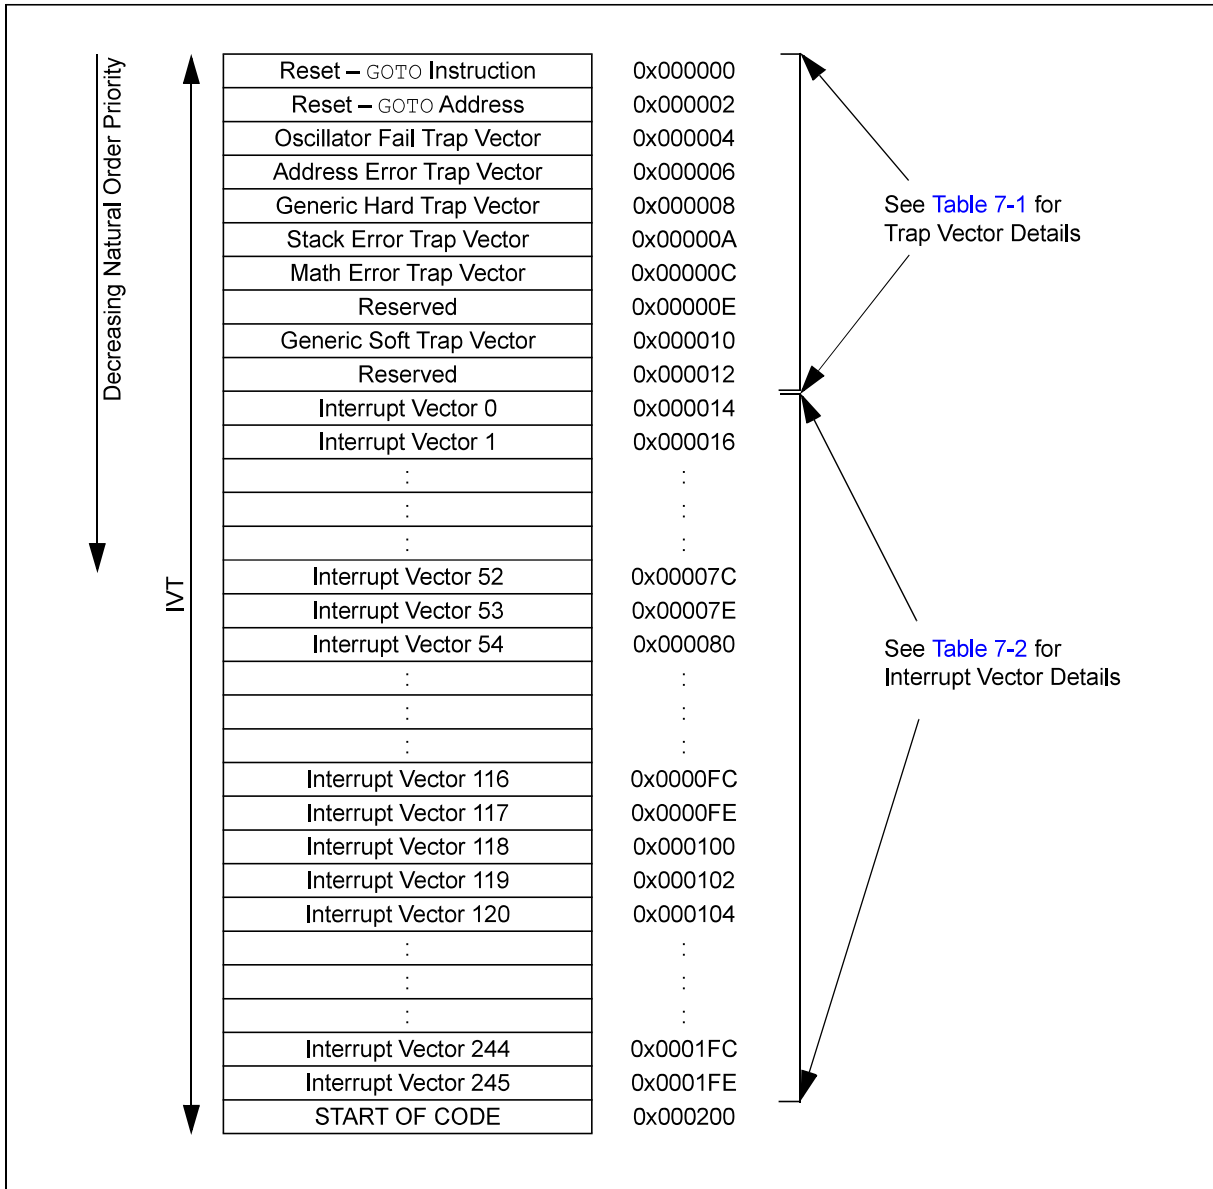 Decreasing Natural Order Priority
IVT
Reset – GOTO Instruction 0x000000
Reset – GOTO Address 0x000002
Oscillator Fail Trap Vector 0x000004
Address Error Trap Vector 0x000006
Generic Hard Trap Vector 0x000008
Stack Error Trap Vector 0x00000A
Math Error Trap Vector 0x00000C
Reserved 0x00000E
Generic Soft Trap Vector 0x000010
Reserved 0x000012
Interrupt Vector 0 0x000014
Interrupt Vector 1 0x000016
: :
: :
: :
Interrupt Vector 52 0x00007C
Interrupt Vector 53 0x00007E
Interrupt Vector 54 0x000080
: :
: :
: :
Interrupt Vector 116 0x0000FC
Interrupt Vector 117 0x0000FE
Interrupt Vector 118 0x000100
Interrupt Vector 119 0x000102
Interrupt Vector 120 0x000104
: :
: :
: :
Interrupt Vector 244 0x0001FC
Interrupt Vector 245 0x0001FE
START OF CODE 0x000200
See Table 7-1 for
Trap Vector Details
See Table 7-2 for
Interrupt Vector Details